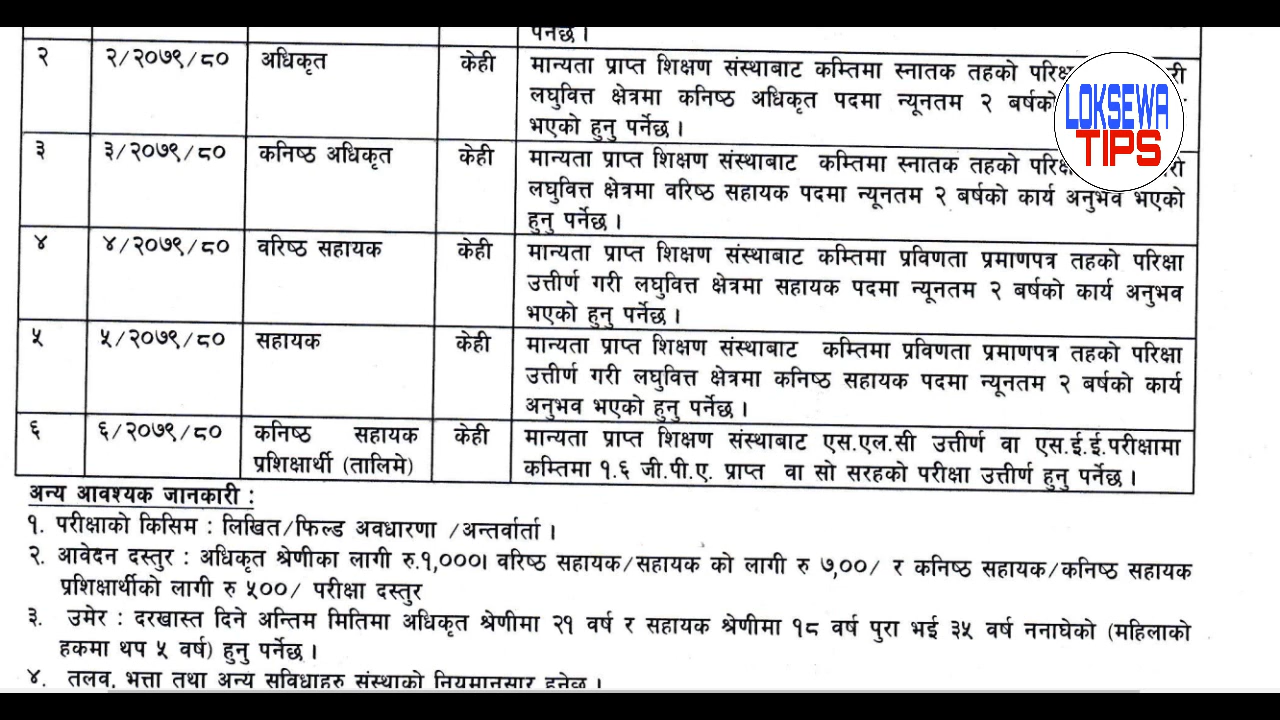 पर्नेछ ।
२ २/२०७९/८० अधिकृत केही मान्यता प्राप्त शिक्षण संस्थाबाट कम्तिमा स्नातक तहको री
लघुवित्त क्षेत्रमा कनिष्ठ अधिकृत पदमा न्यूनतम २ बर्षको
भएको हुनु पर्नेछ ।
३ ३/२०७९/८० कनिष्ठ अधिकृत केही मान्यता प्राप्त शिक्षण संस्थाबाट कम्तिमा स्नातक तहको
लघुवित्त क्षेत्रमा वरिष्ठ सहायक पदमा न्यूनतम २ बर्षको कार्य अनुभव भएको
हुनु पर्नेछ ।
४ ४/२०७९/८० वरिष्ठ सहायक केही मान्यता प्राप्त शिक्षण संस्थाबाट कम्तिमा प्रविणता प्रमाणपत्र तहको परिक्षा
उत्तीर्ण गरी लघुवित्त क्षेत्रमा सहायक पदमा न्यूनतम २ बर्षको कार्य अनुभव
भएको हुनु पर्नेछ ।
५ ५/२०७९/८० सहायक केही मान्यता प्राप्त शिक्षण संस्थाबाट कम्तिमा प्रविणता प्रमाणपत्र तहको परिक्षा
उत्तीर्ण गरी लघुवित्त क्षेत्रमा कनिष्ठ सहायक पदमा न्यूनतम २ बर्षको कार्य
अनुभव भएको हुनु पर्नेछ ।
६ ६/२०७९/८० कनिष्ठ सहायक केही मान्यता प्राप्त शिक्षण संस्थाबाट एस.एल.सी उत्तीर्ण वा एस.ई.ई.परीक्षामा
प्रशिक्षार्थी (तालिमे) कम्तिमा १.६ जी.पी.ए. प्राप्त वा सो सरहको परीक्षा उत्तीर्ण हुनु पर्नेछ ।
अन्य आवश्यक जानकारी :
१. परीक्षाको किसिम : लिखित/फिल्ड अवधारणा /अन्तर्वार्ता ।
२. आवेदन दस्तुर : अधिकृत श्रेणीका लागी रु.१,०००। वरिष्ठ सहायक/सहायक को लागी रु ७,००/ र कनिष्ठ सहायक/कनिष्ठ सहायक
प्रशिक्षार्थीको लागी रु ५००/ परीक्षा दस्तुर
३. उमेर : दरखास्त दिने अन्तिम मितिमा अधिकृत श्रेणीमा २१ वर्ष र सहायक श्रेणीमा १८ वर्ष पुरा भई ३५ वर्ष ननाघेको (महिलाको
हकमा थप ५ वर्ष) हुनु पर्नेछ ।
४. तलव, भत्ता तथा अन्य सुविधाहरु संस्थाको नियमानुसार हुनेछ ।
LOKSEWA
TIPS